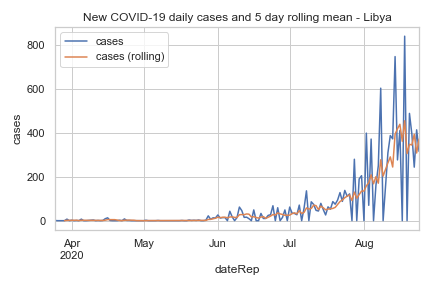 New COVID-19 daily cases and 5 day rolling mean - Libya
cases
cases (rolling)
800
600
400
200
0
cases
Apr
2020
May
Jun
Jul
Aug
dateRep